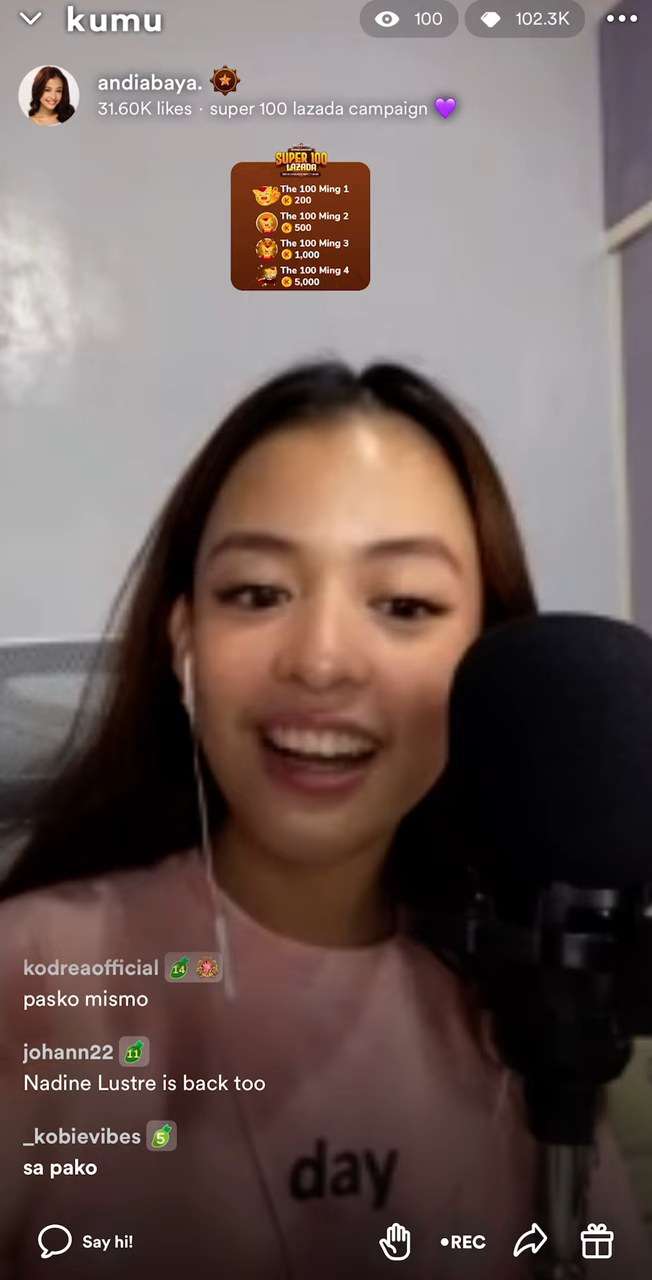 kumu
100
102.3K
andiabaya.
31.60K likes · super 100 lazada campaign 💜
SUPER 100
LAZADA
The 100 Ming 1
200
The 100 Ming 2
500
The 100 Ming 3
1,000
The 100 Ming 4
5,000
kodreaofficial 14
pasko mismo
johann22 11
Nadine Lustre is back too
_kobievibes 5
sa pako
day
Say hi!
•REC